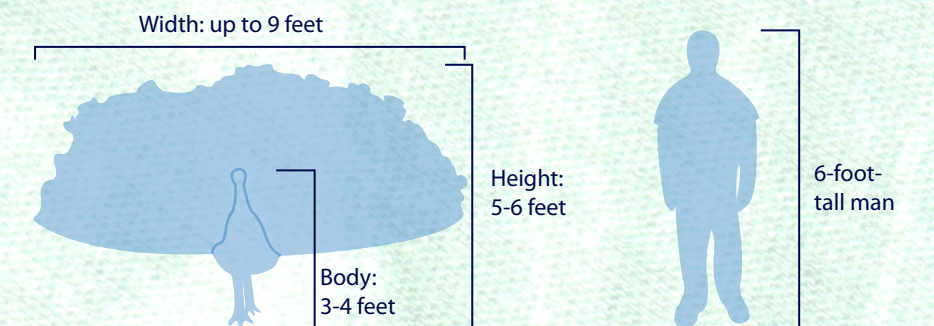 Width: up to 9 feet
Height:
5-6 feet
Body:
3-4 feet
6-foot-
tall man